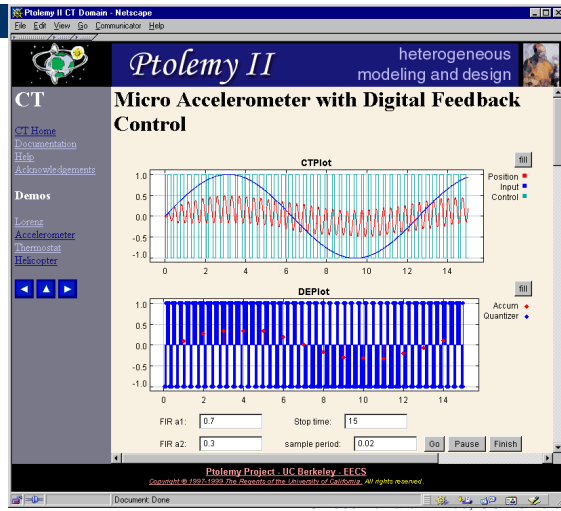 Ptolemy II CT Domain - Netscape
File Edit View Go Communicator Help
Ptolemy II
heterogeneous
modeling and design
CT
CT Home
Documentation
Help
Acknowledgements
Demos
Lorenz
Accelerometer
Thermostat
Helicopter
Micro Accelerometer with Digital Feedback
Control
CTPlot
fill
Position
Input
Control
1.0
0.5
0.0
-0.5
-1.0
0 2 4 6 8 10 12 14
DEPlot
fill
Accum
Quantizer
1.0
0.5
0.0
-0.5
-1.0
0 2 4 6 8 10 12 14
FIR a1: 0.7 Stop time: 15
FIR a2: 0.3 sample period: 0.02 Go Pause Finish
Ptolemy Project - UC Berkeley - EECS
Copyright © 1997-1999 The Regents of the University of California. All rights reserved.
Document: Done